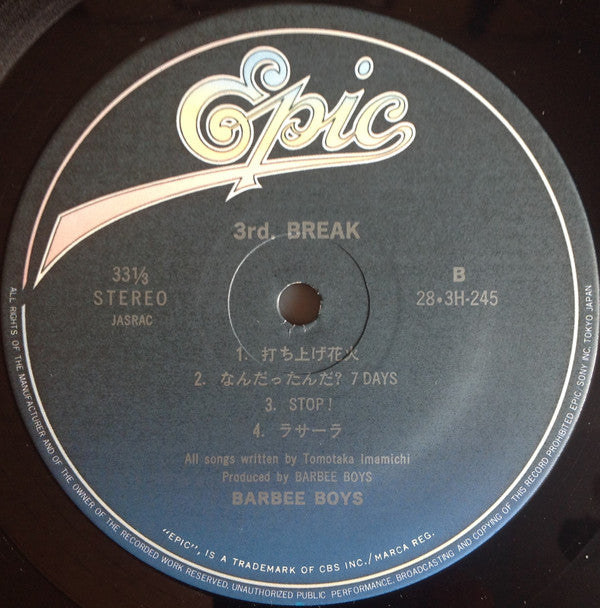 Epic
3rd. BREAK
33⅓
STEREO
JASRAC
B
28•3H-245
1. 打ち上げ花火
2. なんだったんだ? 7 DAYS
3. STOP!
4. ラサーラ
All songs written by Tomotaka Imamichi
Produced by BARBEE BOYS
BARBEE BOYS
"EPIC", IS A TRADEMARK OF CBS INC./MARCA REG.
ALL RIGHTS OF THE MANUFACTURER AND OF THE OWNER OF THE RECORDED WORK RESERVED, UNAUTHORIZED PUBLIC PERFORMANCE, BROADCASTING AND COPYING OF THIS RECORD PROHIBITED EPIC SONY INC. TOKYO JAPAN